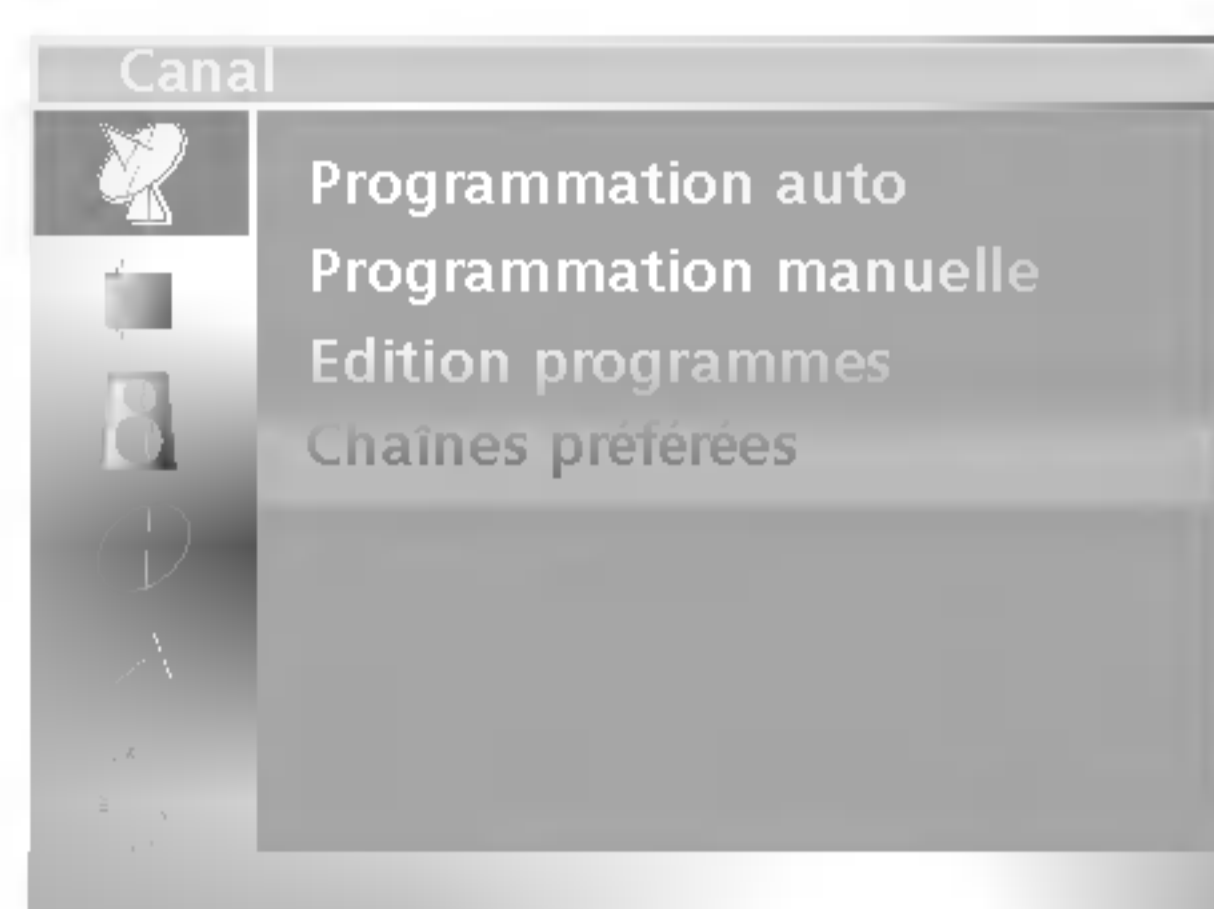 Canal
Programmation auto
Programmation manuelle
Edition programmes
Chaînes préférées